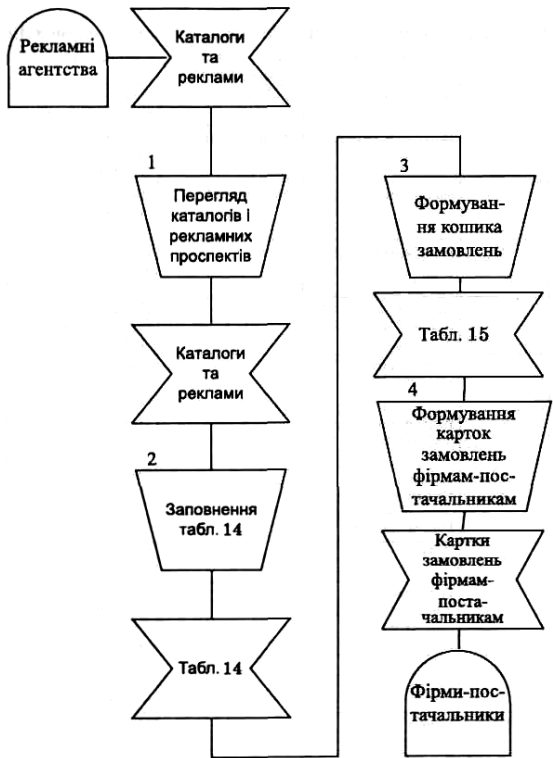 Рекламні
агентства
Каталоги
та
реклами
1
Перегляд
каталогів і
рекламних
проспектів
Каталоги
та
реклами
2
Заповнення
табл. 14
Табл. 14
3
Формуван-
ня кошика
замовлень
Табл. 15
4
Формування
карток
замовлень
фірмам-пос-
тачальникам
Картки
замовлень
фірмам-
поста-
чальникам
Фірми-пос-
тачальники